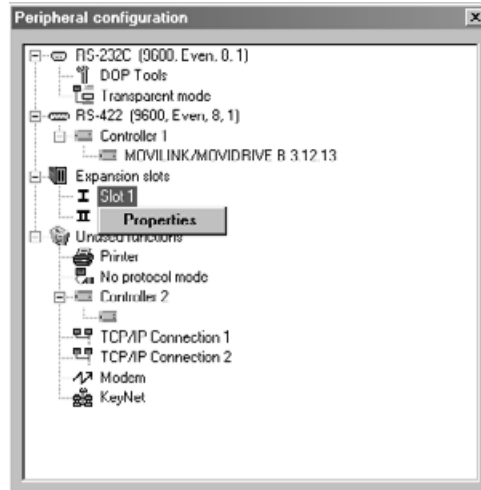 Peripheral configuration
RS-232C (9600, Even, 8, 1)
DOP Tools
Transparent mode
RS-422 (9600, Even, 8, 1)
Controller 1
MOVILINK/MOVIDRIVE B 3.12.13
Expansion slots
I Slot 1
II
Properties
Unused functions
Printer
No protocol mode
Controller 2
TCP/IP Connection 1
TCP/IP Connection 2
Modem
KeyNet